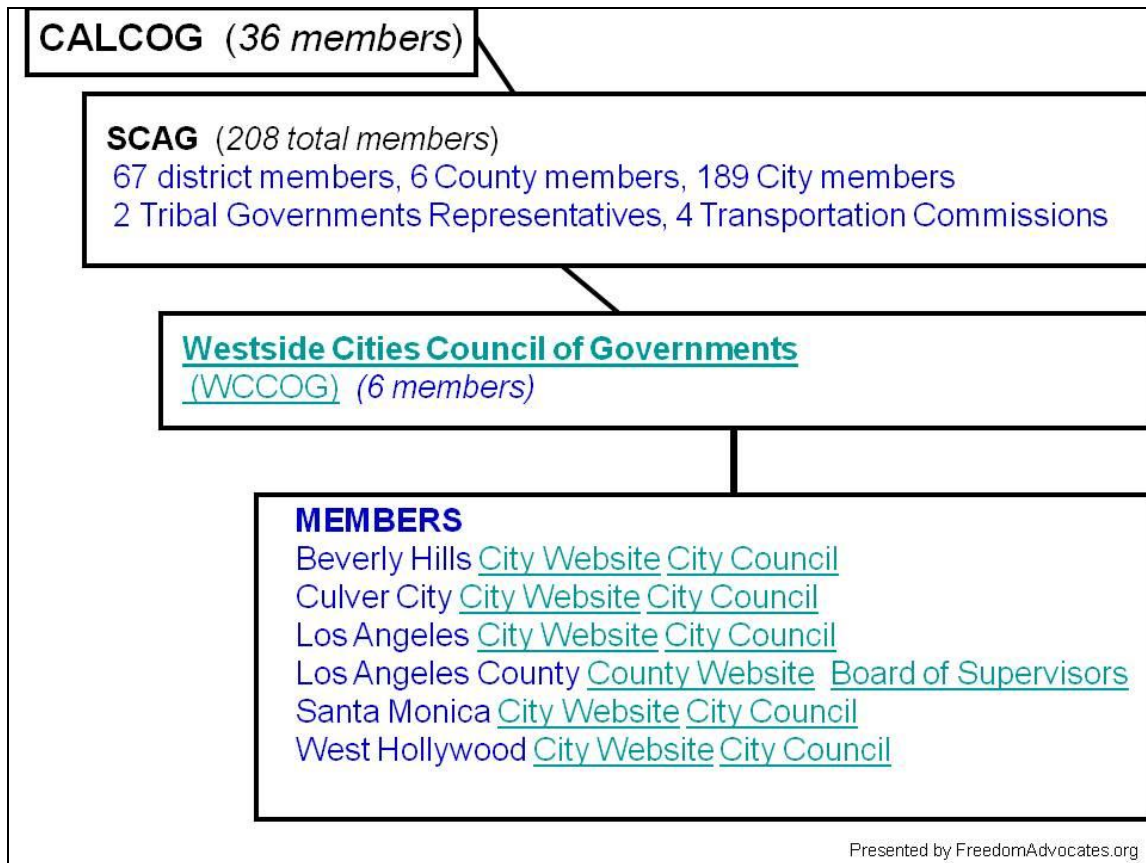 CALCOG (36 members)
SCAG (208 total members)
67 district members, 6 County members, 189 City members
2 Tribal Governments Representatives, 4 Transportation Commissions
Westside Cities Council of Governments
(WCCOG) (6 members)
MEMBERS
Beverly Hills City Website City Council
Culver City City Website City Council
Los Angeles City Website City Council
Los Angeles County County Website Board of Supervisors
Santa Monica City Website City Council
West Hollywood City Website City Council
Presented by FreedomAdvocates.org